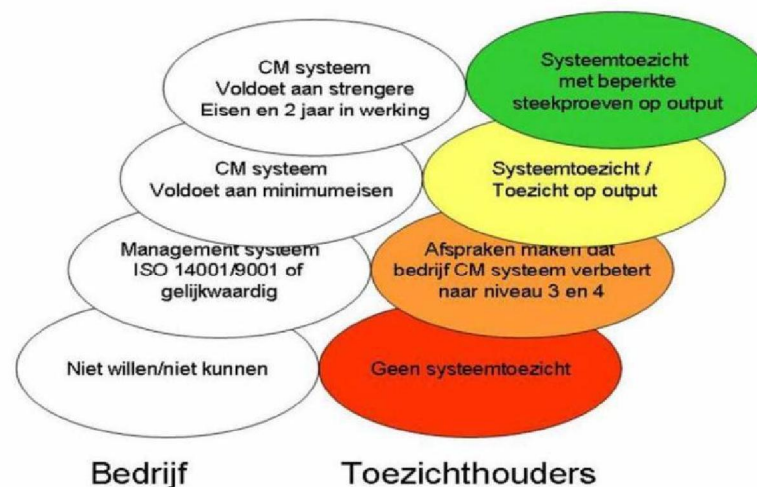 CM systeem
Voldoet aan strengere
Eisen en 2 jaar in werking
Systeemtoezicht
met beperkte
steekproeven op output
CM systeem
Voldoet aan minimumeisen
Systeemtoezicht /
Toezicht op output
Management systeem
ISO 14001/9001 of
gelijkwaardig
Afspraken maken dat
bedrijf CM systeem verbetert
naar niveau 3 en 4
Niet willen/niet kunnen
Geen systeemtoezicht
Bedrijf
Toezichthouders